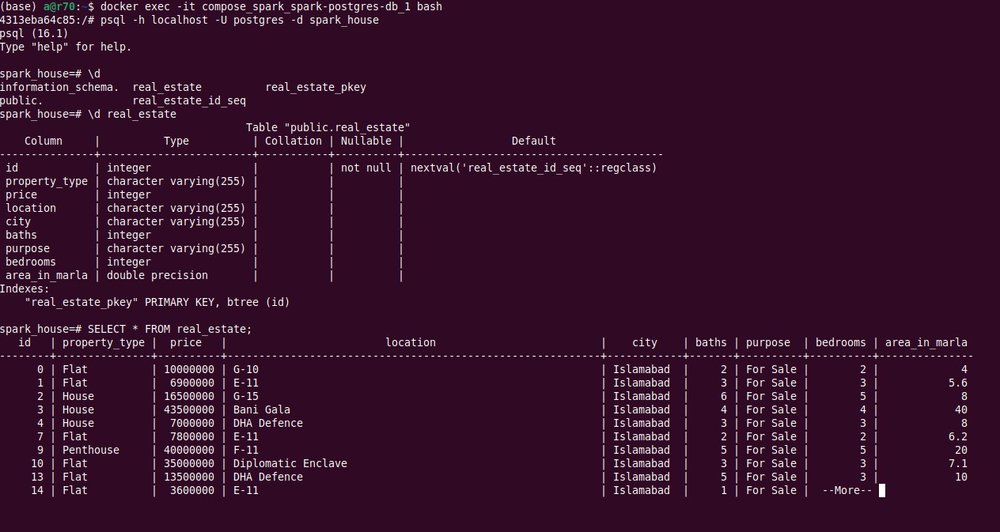 (base) a@r70:~$ docker exec -it compose_spark_spark-postgres-db_1 bash
4313eba64c85:/# psql -h localhost -U postgres -d spark_house
psql (16.1)
Type "help" for help.

spark_house=# \d
information_schema.  real_estate          real_estate_pkey
public.              real_estate_id_seq
spark_house=# \d real_estate
                                       Table "public.real_estate"
    Column     |          Type          | Collation | Nullable |                 Default
---------------+------------------------+-----------+----------+-----------------------------------------
 id            | integer                |           | not null | nextval('real_estate_id_seq'::regclass)
 property_type | character varying(255) |           |          |
 price         | integer                |           |          |
 location      | character varying(255) |           |          |
 city          | character varying(255) |           |          |
 baths         | integer                |           |          |
 purpose       | character varying(255) |           |          |
 bedrooms      | integer                |           |          |
 area_in_marla | double precision       |           |          |
Indexes:
    "real_estate_pkey" PRIMARY KEY, btree (id)

spark_house=# SELECT * FROM real_estate;
   id   | property_type |  price   |                         location                          |    city    | baths | purpose  | bedrooms | area_in_marla
--------+---------------+----------+-----------------------------------------------------------+------------+-------+----------+----------+---------------
      0 | Flat          | 10000000 | G-10                                                      | Islamabad  |     2 | For Sale |        2 |             4
      1 | Flat          |  6900000 | E-11                                                      | Islamabad  |     3 | For Sale |        3 |           5.6
      2 | House         | 16500000 | G-15                                                      | Islamabad  |     6 | For Sale |        5 |             8
      3 | House         | 43500000 | Bani Gala                                                 | Islamabad  |     4 | For Sale |        4 |            40
      4 | House         |  7000000 | DHA Defence                                               | Islamabad  |     3 | For Sale |        3 |             8
      7 | Flat          |  7800000 | E-11                                                      | Islamabad  |     2 | For Sale |        2 |           6.2
      9 | Penthouse     | 40000000 | F-11                                                      | Islamabad  |     5 | For Sale |        5 |            20
     10 | Flat          | 35000000 | Diplomatic Enclave                                        | Islamabad  |     3 | For Sale |        3 |           7.1
     13 | Flat          | 13500000 | DHA Defence                                               | Islamabad  |     5 | For Sale |        3 |            10
     14 | Flat          |  3600000 | E-11                                                      | Islamabad  |     1 | For Sale |  --More--